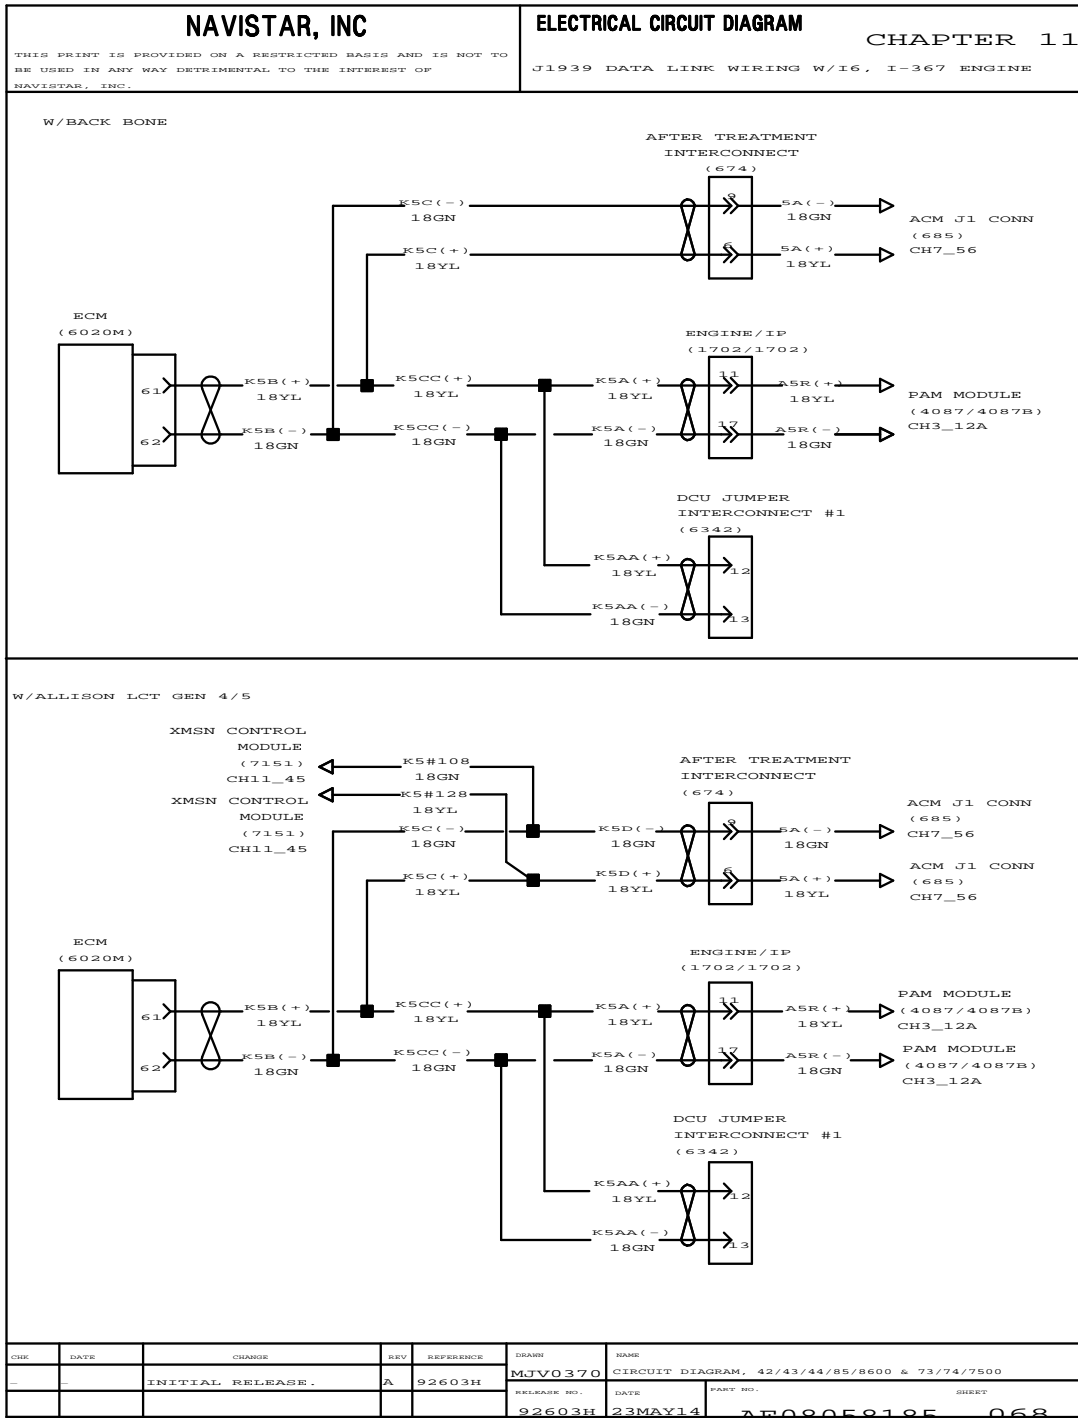 NAVISTAR, INC
THIS PRINT IS PROVIDED ON A RESTRICTED BASIS AND IS NOT TO
BE USED IN ANY WAY DETRIMENTAL TO THE INTEREST OF
NAVISTAR, INC.
ELECTRICAL CIRCUIT DIAGRAM
CHAPTER 11
J1939 DATA LINK WIRING W/I6, I-367 ENGINE
W/BACK BONE
AFTER TREATMENT
INTERCONNECT
(674)
K5C(-)
18GN
9
5A(-)
18GN
K5C(+)
18YL
6
5A(+)
18YL
ACM J1 CONN
(685)
CH7_56
ECM
(6020M)
61
62
K5B(+)
18YL
K5B(-)
18GN
K5CC(+)
18YL
K5CC(-)
18GN
ENGINE/IP
(1702/1702)
K5A(+)
18YL
11
A5R(+)
18YL
K5A(-)
18GN
17
A5R(-)
18GN
PAM MODULE
(4087/4087B)
CH3_12A
DCU JUMPER
INTERCONNECT #1
(6342)
K5AA(+)
18YL
12
K5AA(-)
18GN
13
W/ALLISON LCT GEN 4/5
XMSN CONTROL
MODULE
(7151)
CH11_45
XMSN CONTROL
MODULE
(7151)
CH11_45
K5#108
18GN
K5#128
18YL
K5C(-)
18GN
K5C(+)
18YL
AFTER TREATMENT
INTERCONNECT
(674)
K5D(-)
18GN
9
5A(-)
18GN
K5D(+)
18YL
6
5A(+)
18YL
ACM J1 CONN
(685)
CH7_56
ACM J1 CONN
(685)
CH7_56
ECM
(6020M)
61
62
K5B(+)
18YL
K5B(-)
18GN
K5CC(+)
18YL
K5CC(-)
18GN
ENGINE/IP
(1702/1702)
K5A(+)
18YL
11
A5R(+)
18YL
K5A(-)
18GN
17
A5R(-)
18GN
PAM MODULE
(4087/4087B)
CH3_12A
PAM MODULE
(4087/4087B)
CH3_12A
DCU JUMPER
INTERCONNECT #1
(6342)
K5AA(+)
18YL
12
K5AA(-)
18GN
13
CHK DATE CHANGE REV REFERENCE
- - INITIAL RELEASE. A 92603H
DRAWN
MJV0370
NAME
CIRCUIT DIAGRAM, 42/43/44/85/8600 & 73/74/7500
RELEASE NO.
92603H
DATE
23MAY14
PART NO.
AE08058185
SHEET
068